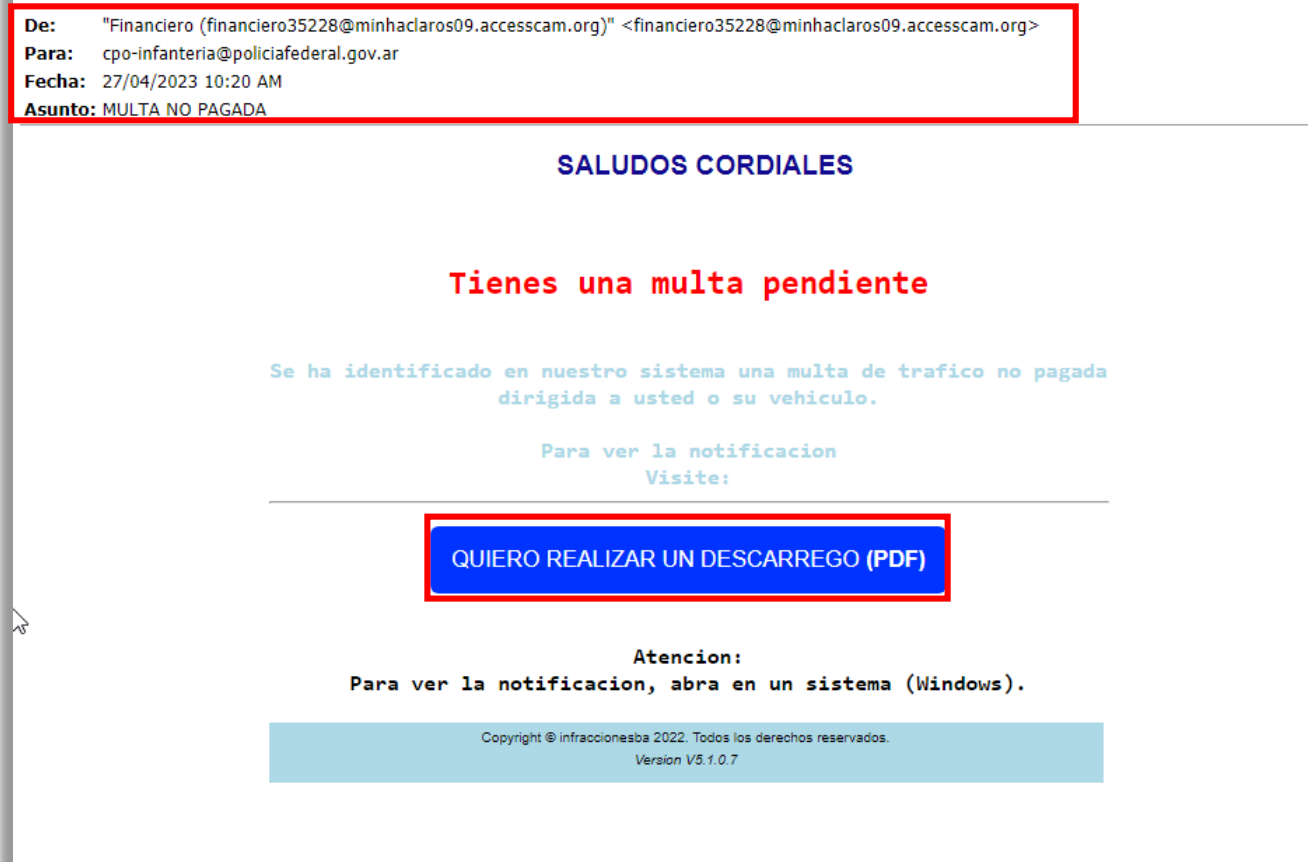 De: "Financiero (financiero35228@minhaclaros09.accesscam.org)" <financiero35228@minhaclaros09.accesscam.org>
Para: cpo-infanteria@policiafederal.gov.ar
Fecha: 27/04/2023 10:20 AM
Asunto: MULTA NO PAGADA
SALUDOS CORDIALES
Tienes una multa pendiente
Se ha identificado en nuestro sistema una multa de trafico no pagada
dirigida a usted o su vehiculo.
Para ver la notificacion
Visite:
QUIERO REALIZAR UN DESCARREGO (PDF)
Atencion:
Para ver la notificacion, abra en un sistema (Windows).
Copyright © infraccionesba 2022. Todos los derechos reservados.
Version V5.1.0.7